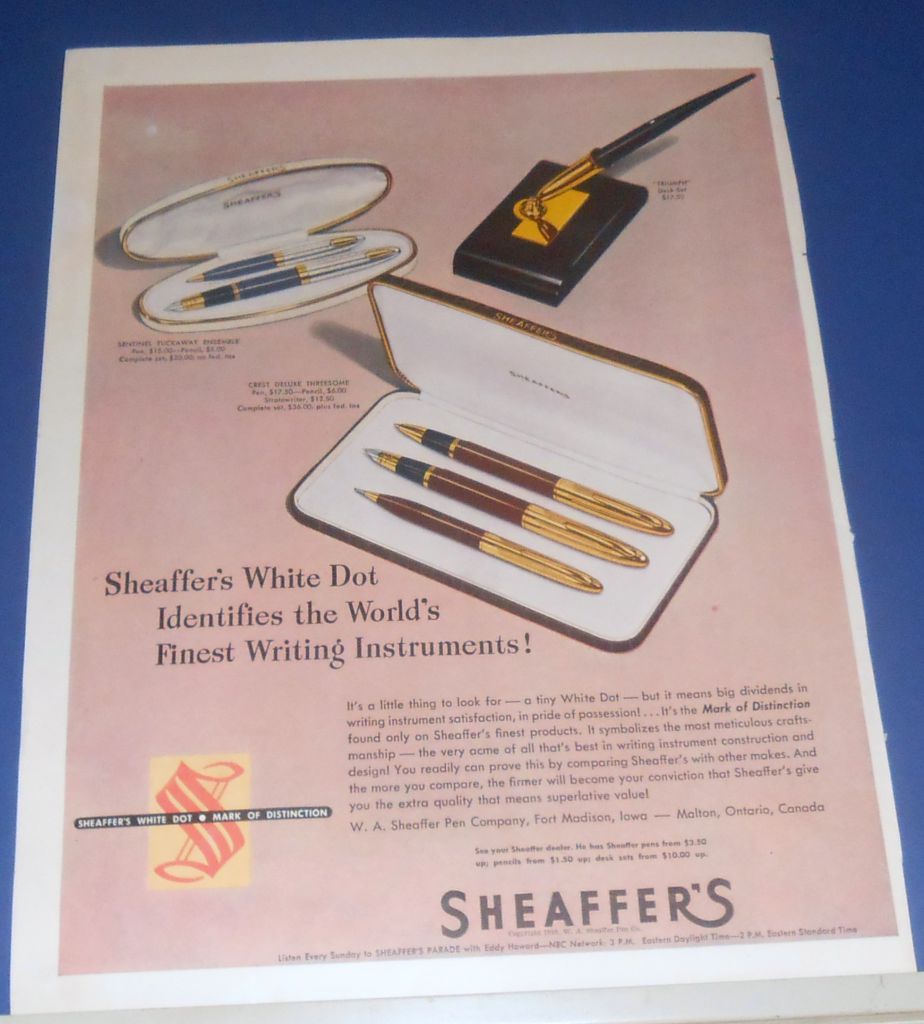 SHEAFFER'S
SHEAFFER'S
"TRIUMPH"
Desk Set
$17.50
SENTINEL TUCKAWAY ENSEMBLE
Pen, $15.00—Pencil, $5.00
Complete set, $20.00; no fed. tax
SHEAFFER'S
SHEAFFER'S
CREST DELUXE THREESOME
Pen, $17.50—Pencil, $6.00
Stratowriter, $12.50
Complete set, $36.00; plus fed. tax
Sheaffer's White Dot
Identifies the World's
Finest Writing Instruments!
It's a little thing to look for — a tiny White Dot — but it means big dividends in
writing instrument satisfaction, in pride of possession! . . . It's the Mark of Distinction
found only on Sheaffer's finest products. It symbolizes the most meticulous crafts-
manship — the very acme of all that's best in writing instrument construction and
design! You readily can prove this by comparing Sheaffer's with other makes. And
the more you compare, the firmer will become your conviction that Sheaffer's give
you the extra quality that means superlative value!
W. A. Sheaffer Pen Company, Fort Madison, Iowa — Malton, Ontario, Canada
SHEAFFER'S WHITE DOT • MARK OF DISTINCTION
See your Sheaffer dealer. He has Sheaffer pens from $3.50
up; pencils from $1.50 up; desk sets from $10.00 up.
SHEAFFER'S
Copyright W. A. Sheaffer Pen Co.
Listen Every Sunday to SHEAFFER'S PARADE with Eddy Howard—NBC Network: 3 P.M. Eastern Daylight Time—2 P.M. Eastern Standard Time